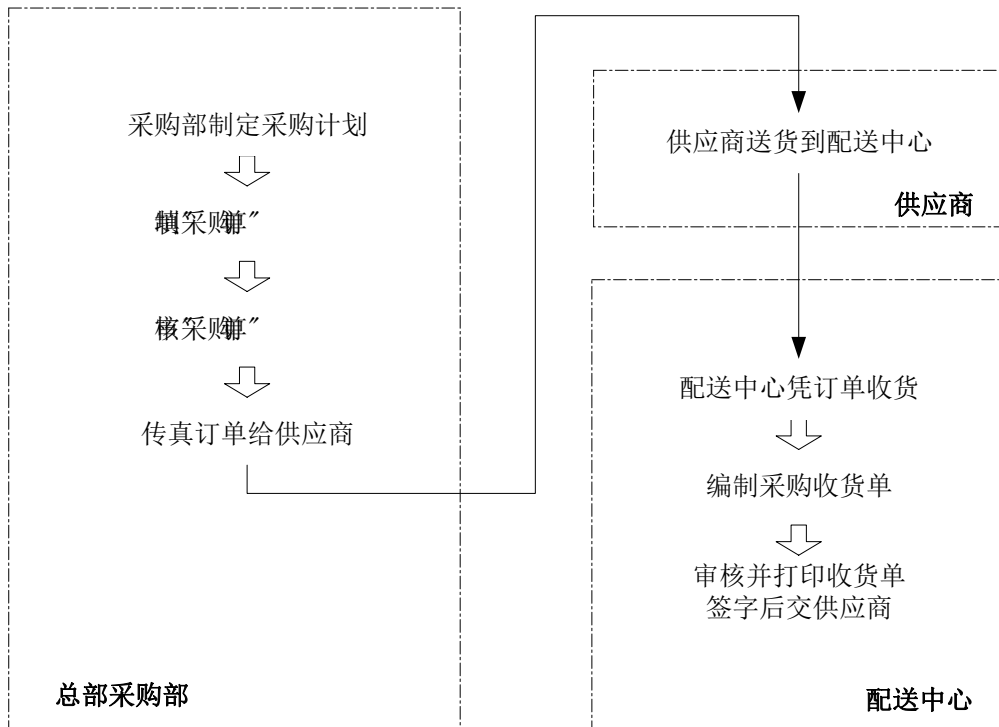 采购部制定采购计划
采购
采购
传真订单给供应商
总部采购部
供应商送货到配送中心
供应商
配送中心凭订单收货
编制采购收货单
审核并打印收货单
签字后交供应商
配送中心